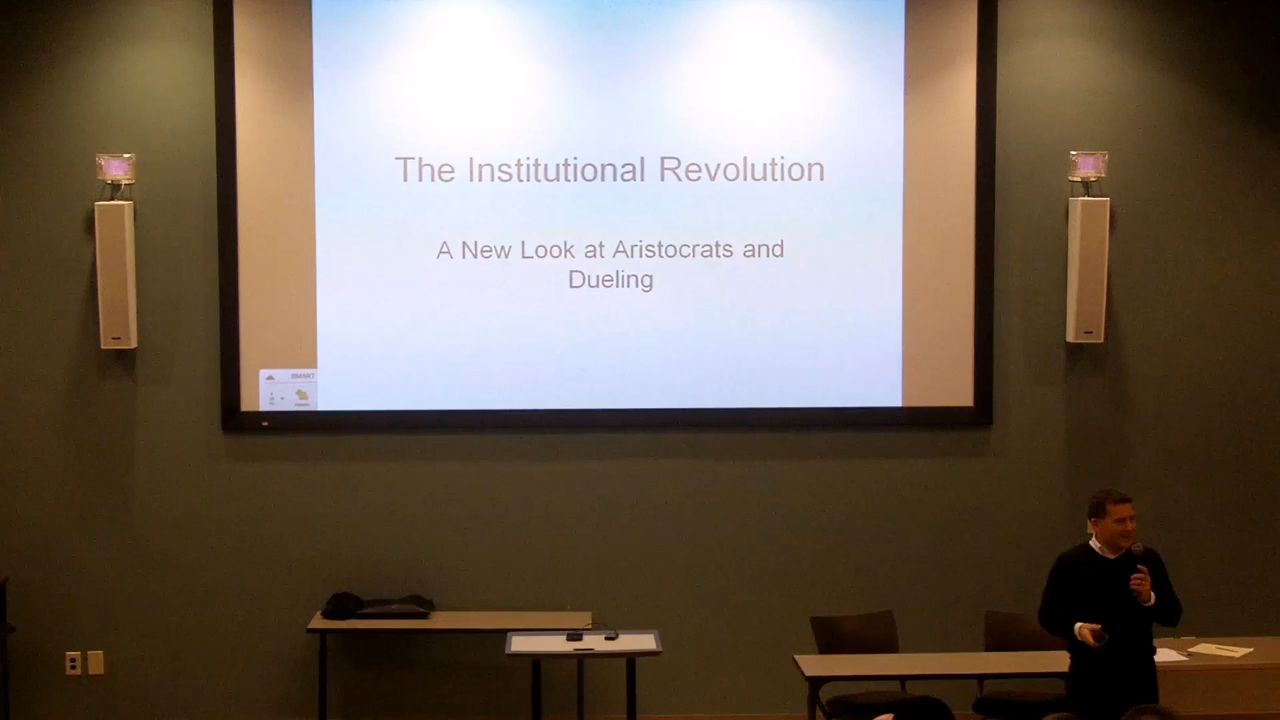 The Institutional Revolution
A New Look at Aristocrats and
Dueling